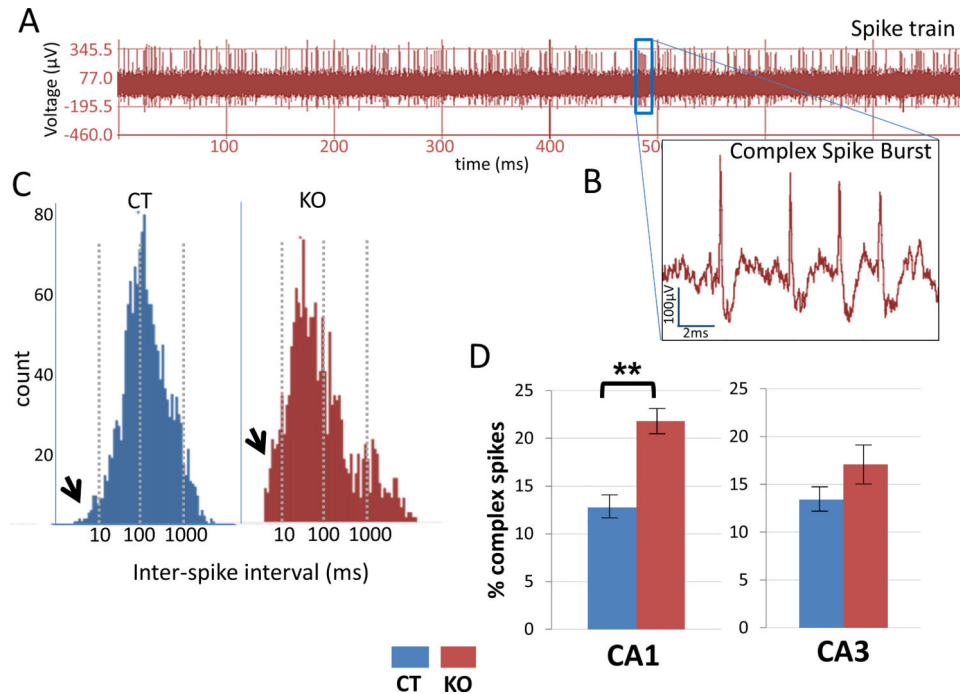 A
Spike train
Voltage (µV)
345.5
77.0
-195.5
-460.0
100
200
300
400
50
time (ms)
B
Complex Spike Burst
100µV
2ms
C
CT
KO
count
80
60
40
20
10 100 1000
10 100 1000
Inter-spike interval (ms)
D
**
% complex spikes
25
20
15
10
5
0
CA1
25
20
15
10
5
0
CA3
CT
KO